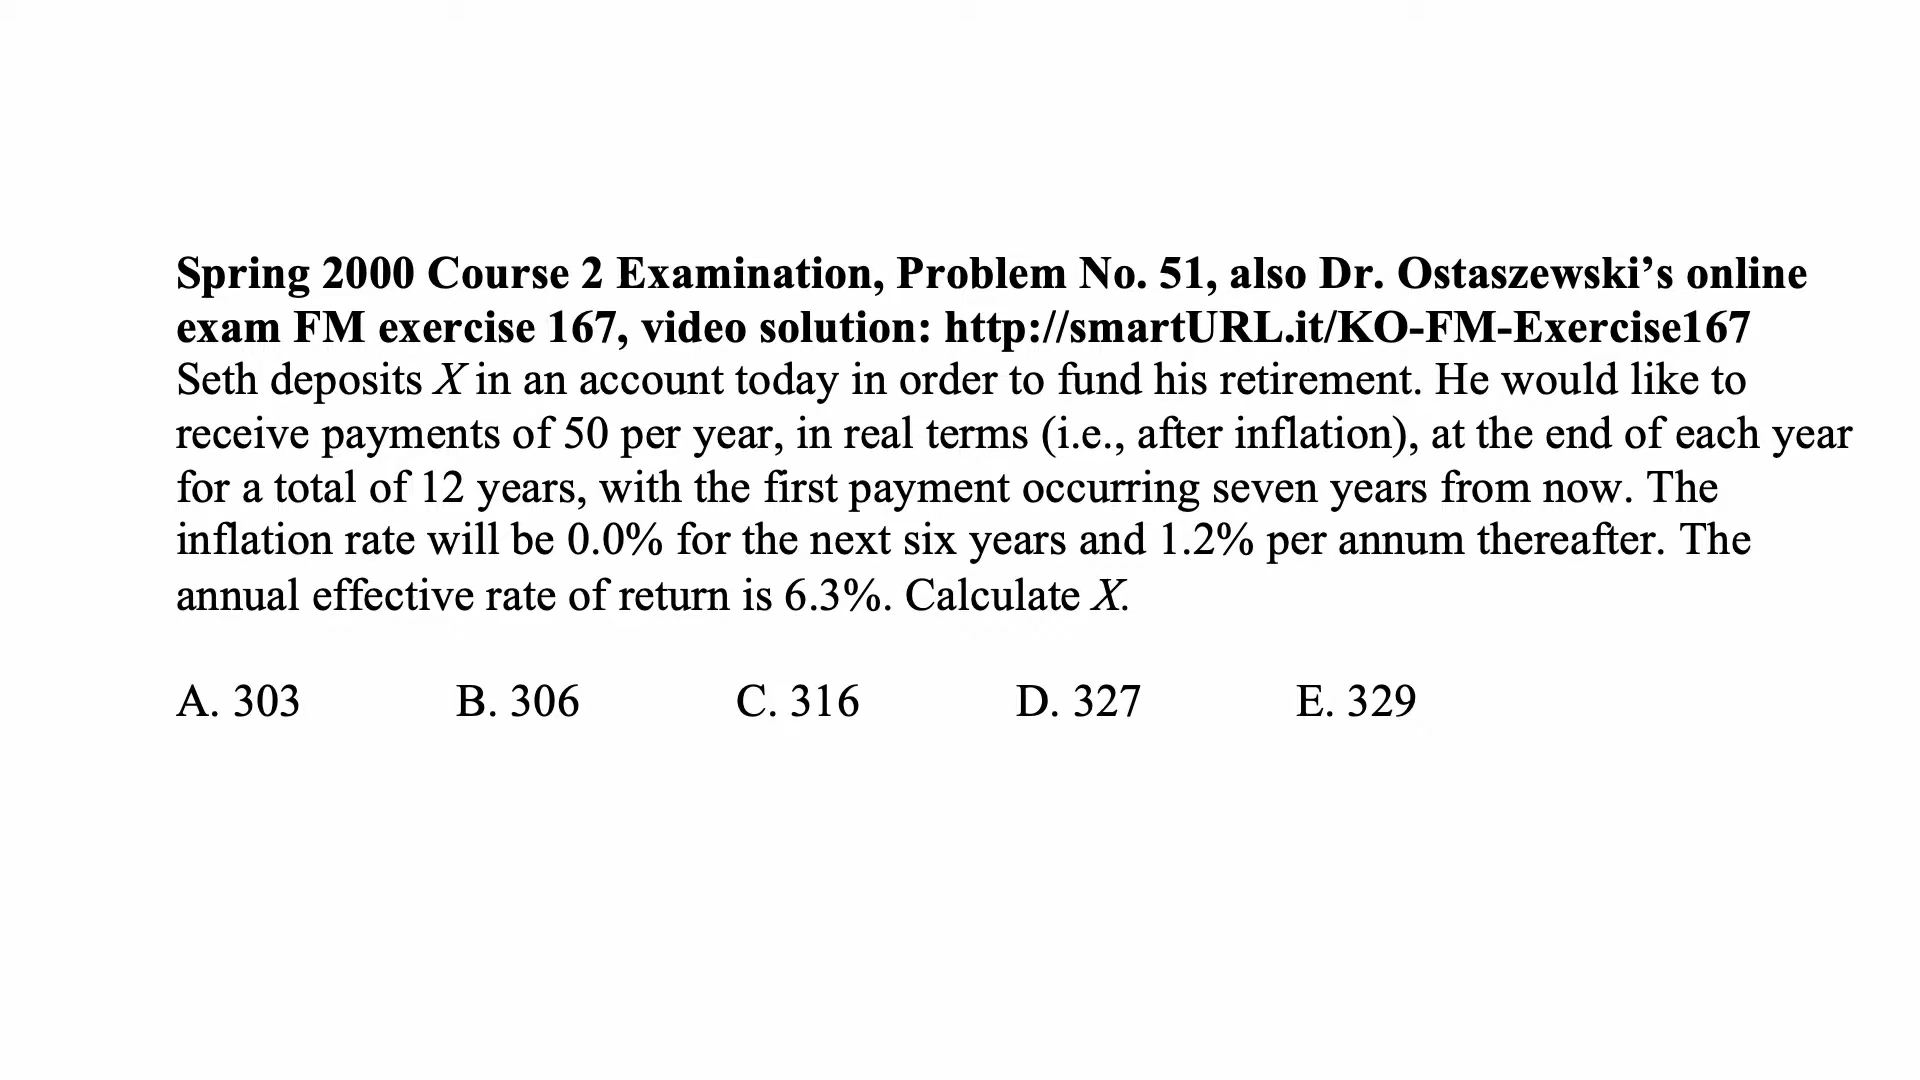 Spring 2000 Course 2 Examination, Problem No. 51, also Dr. Ostaszewski’s online
exam FM exercise 167, video solution: http://smartURL.it/KO-FM-Exercise167
Seth deposits X in an account today in order to fund his retirement. He would like to
receive payments of 50 per year, in real terms (i.e., after inflation), at the end of each year
for a total of 12 years, with the first payment occurring seven years from now. The
inflation rate will be 0.0% for the next six years and 1.2% per annum thereafter. The
annual effective rate of return is 6.3%. Calculate X.
A. 303 B. 306 C. 316 D. 327 E. 329